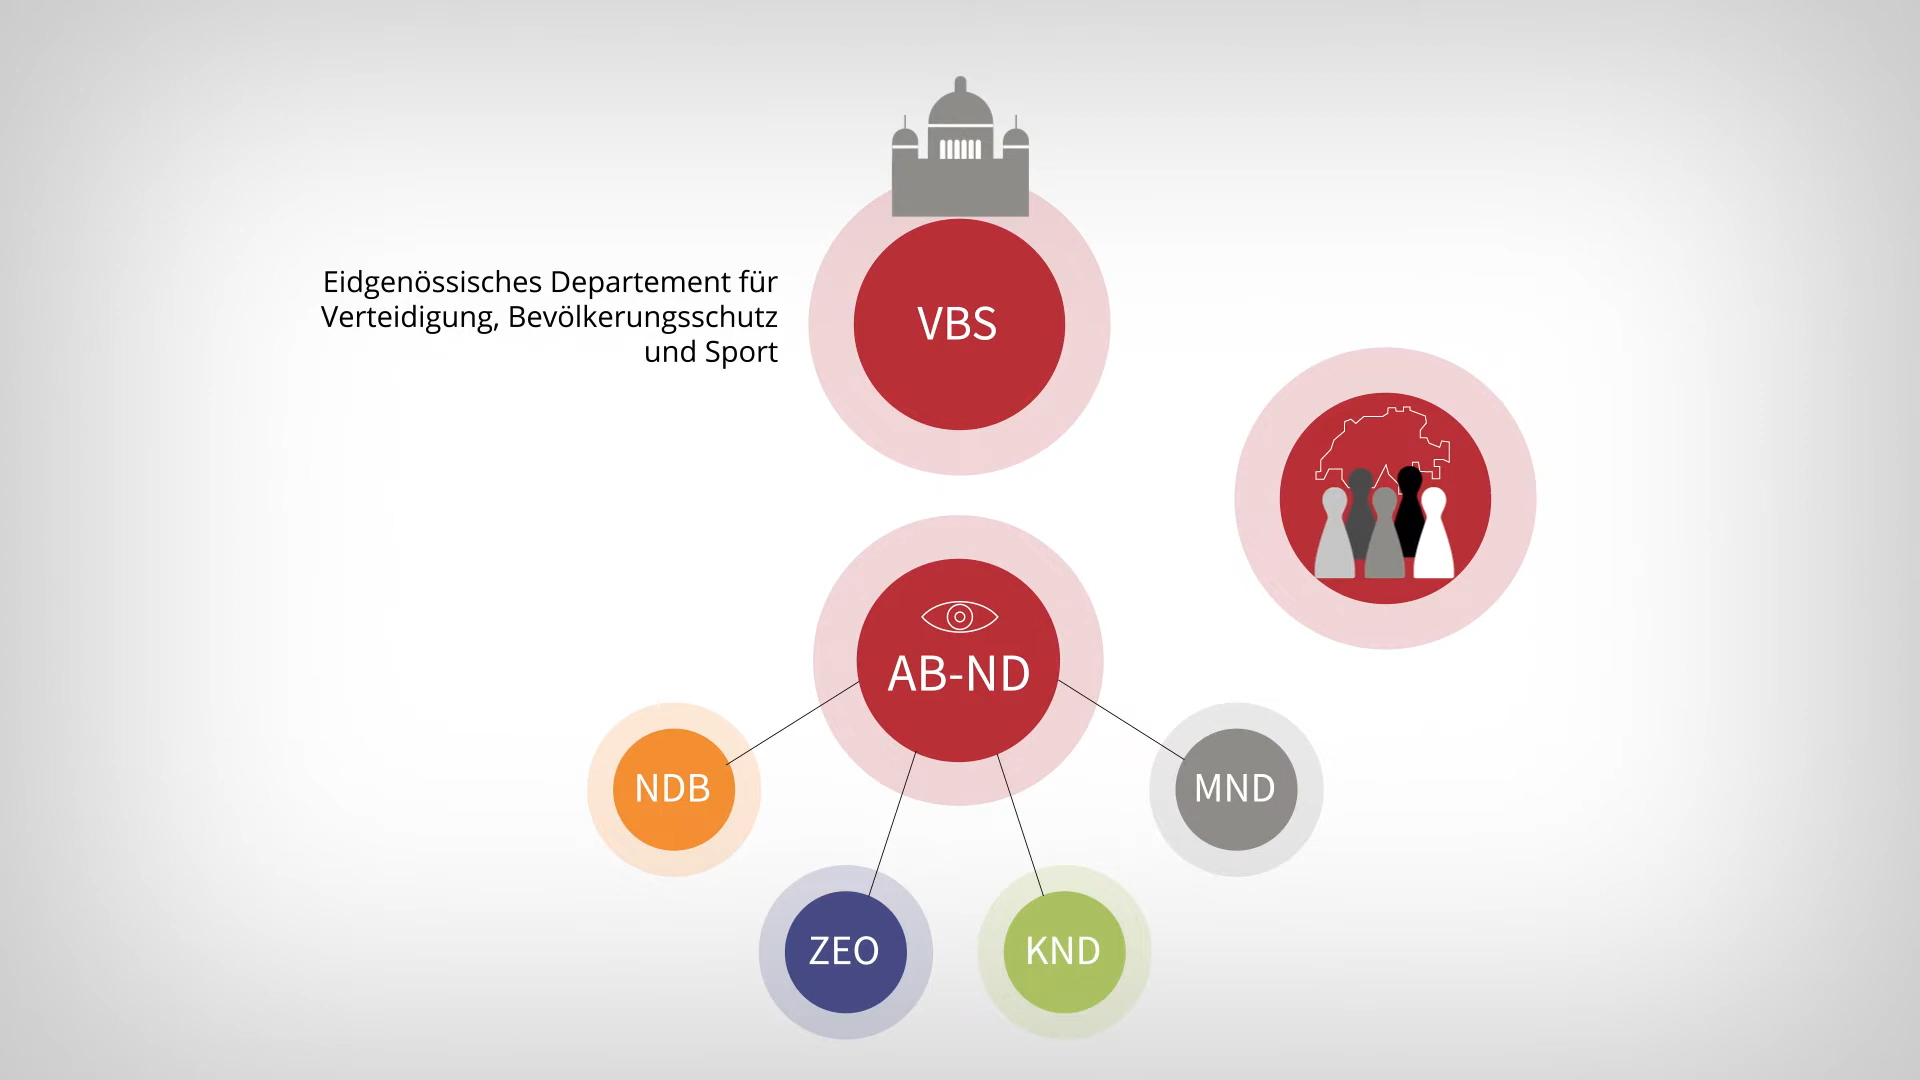 Eidgenössisches Departement für
Verteidigung, Bevölkerungsschutz
und Sport
VBS
AB-ND
NDB
MND
ZEO
KND